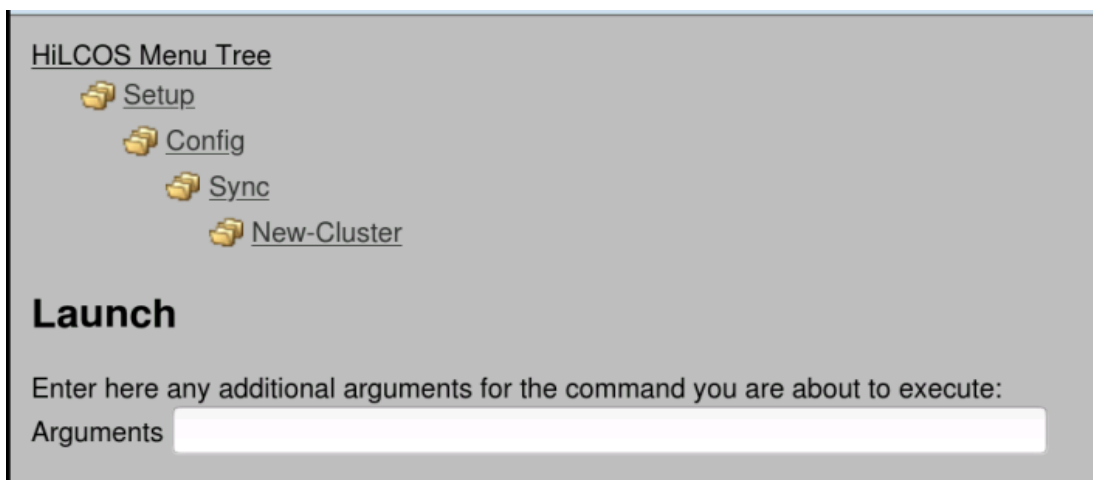 HiLCOS Menu Tree
Setup
Config
Sync
New-Cluster
Launch
Enter here any additional arguments for the command you are about to execute:
Arguments